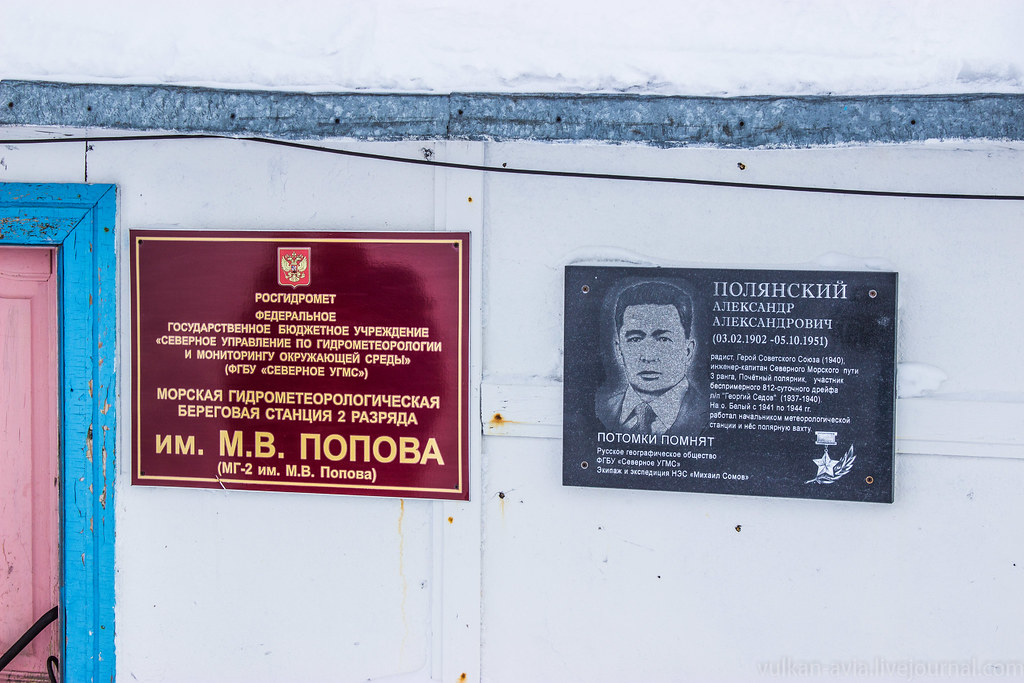 РОСГИДРОМЕТ
ФЕДЕРАЛЬНОЕ
ГОСУДАРСТВЕННОЕ БЮДЖЕТНОЕ УЧРЕЖДЕНИЕ
«СЕВЕРНОЕ УПРАВЛЕНИЕ ПО ГИДРОМЕТЕОРОЛОГИИ
И МОНИТОРИНГУ ОКРУЖАЮЩЕЙ СРЕДЫ»
(ФГБУ «СЕВЕРНОЕ УГМС»)
МОРСКАЯ ГИДРОМЕТЕОРОЛОГИЧЕСКАЯ
БЕРЕГОВАЯ СТАНЦИЯ 2 РАЗРЯДА
им. М.В. ПОПОВА
(МГ-2 им. М.В. Попова)
ПОЛЯНСКИЙ
АЛЕКСАНДР
АЛЕКСАНДРОВИЧ
(03.02.1902 -05.10.1951)
радист, Герой Советского Союза (1940),
инженер-капитан Северного Морского пути
3 ранга, Почётный полярник, участник
беспримерного 812-суточного дрейфа
л/п "Георгий Седов" (1937-1940).
На о. Белый с 1941 по 1944 гг.
работал начальником метеорологической
станции и нёс полярную вахту.
ПОТОМКИ ПОМНЯТ
Русское географическое общество
ФГБУ «Северное УГМС»
Экипаж и экспедиция НЭС «Михаил Сомов»
vulkan-avia.livejournal.com